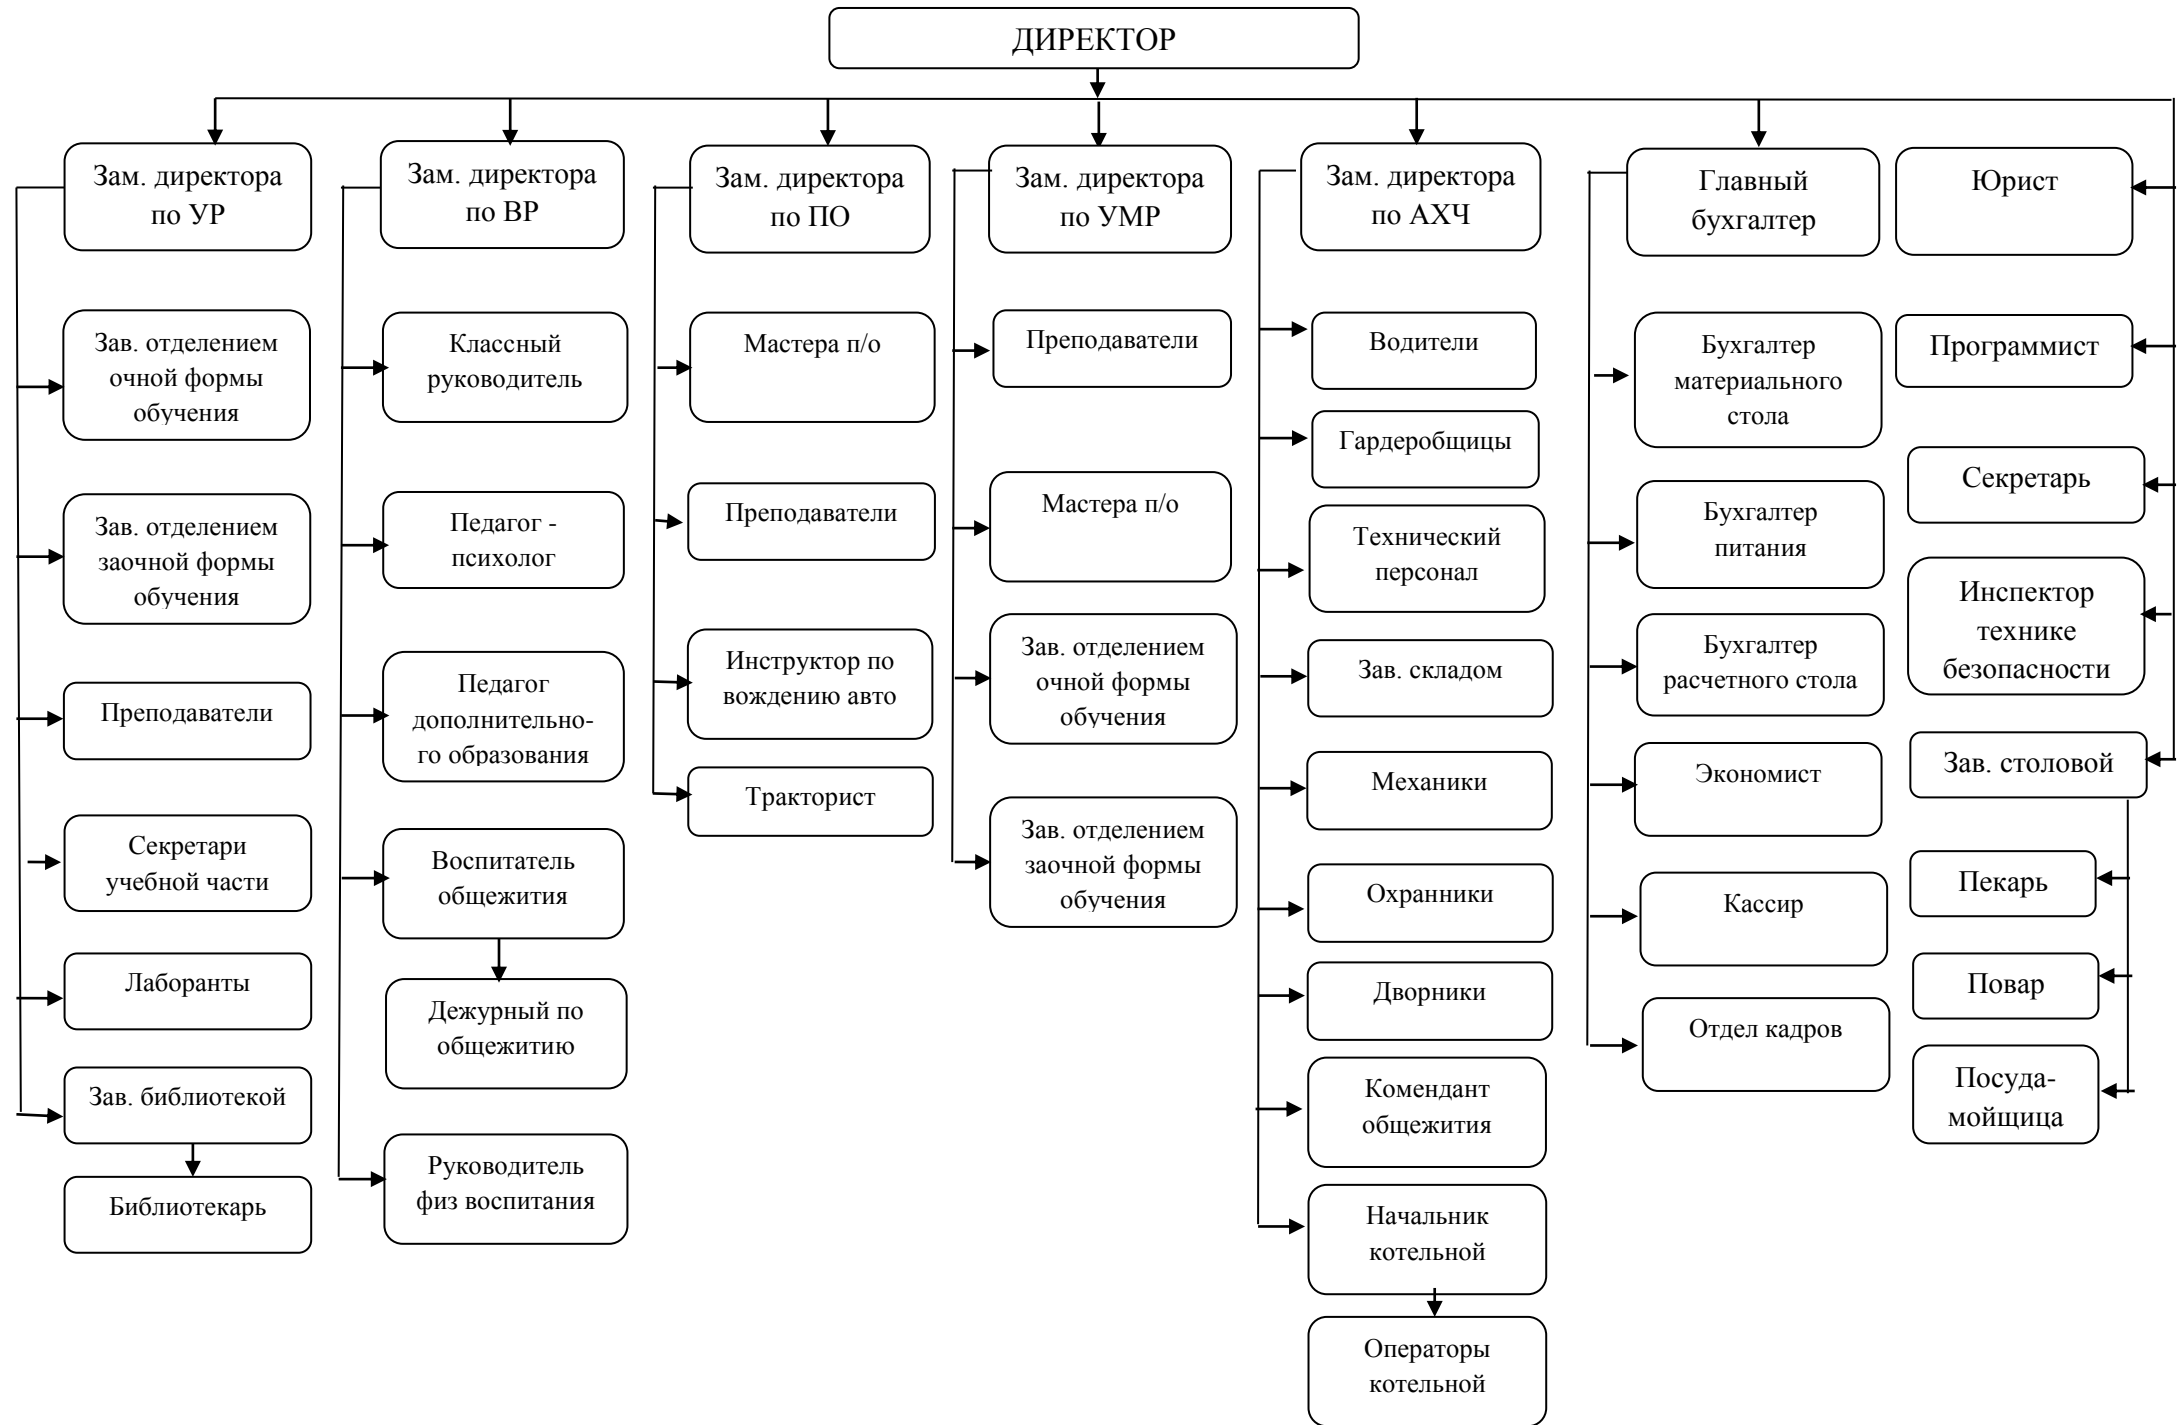 ДИРЕКТОР
Зам. директора
по УР
Зав. отделением
очной формы
обучения
Зав. отделением
заочной формы
обучения
Преподаватели
Секретари
учебной части
Лаборанты
Зав. библиотекой
Библиотекарь
Зам. директора
по ВР
Классный
руководитель
Педагог -
психолог
Педагог
дополнительно-
го образования
Воспитатель
общежития
Дежурный по
общежитию
Руководитель
физ воспитания
Зам. директора
по ПО
Мастера п/о
Преподаватели
Инструктор по
вождению авто
Тракторист
Зам. директора
по УМР
Преподаватели
Мастера п/о
Зав. отделением
очной формы
обучения
Зав. отделением
заочной формы
обучения
Зам. директора
по АХЧ
Водители
Гардеробщицы
Технический
персонал
Зав. складом
Механики
Охранники
Дворники
Комендант
общежития
Начальник
котельной
Операторы
котельной
Главный
бухгалтер
Бухгалтер
материального
стола
Бухгалтер
питания
Бухгалтер
расчетного стола
Экономист
Кассир
Отдел кадров
Юрист
Программист
Секретарь
Инспектор
технике
безопасности
Зав. столовой
Пекарь
Повар
Посуда-
мойщица